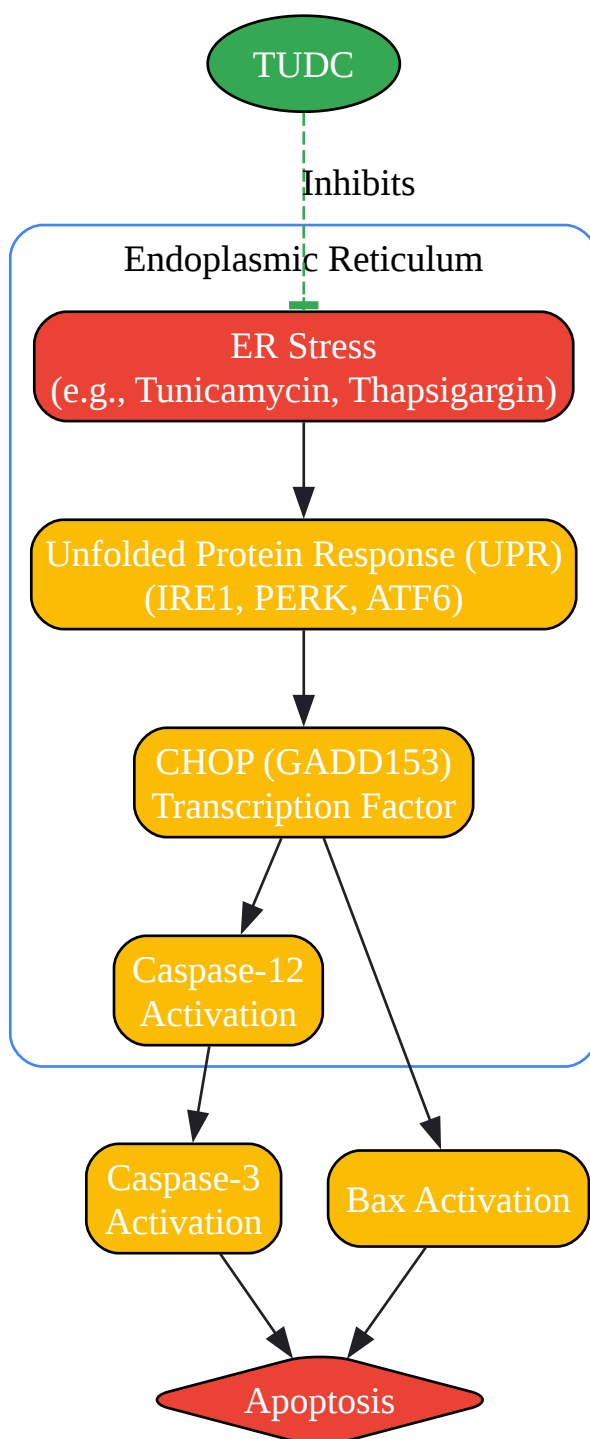 TUDC
Inhibits
Endoplasmic Reticulum
ER Stress
(e.g., Tunicamycin, Thapsigargin)
Unfolded Protein Response (UPR)
(IRE1, PERK, ATF6)
CHOP (GADD153)
Transcription Factor
Caspase-12
Activation
Caspase-3
Activation
Bax Activation
Apoptosis